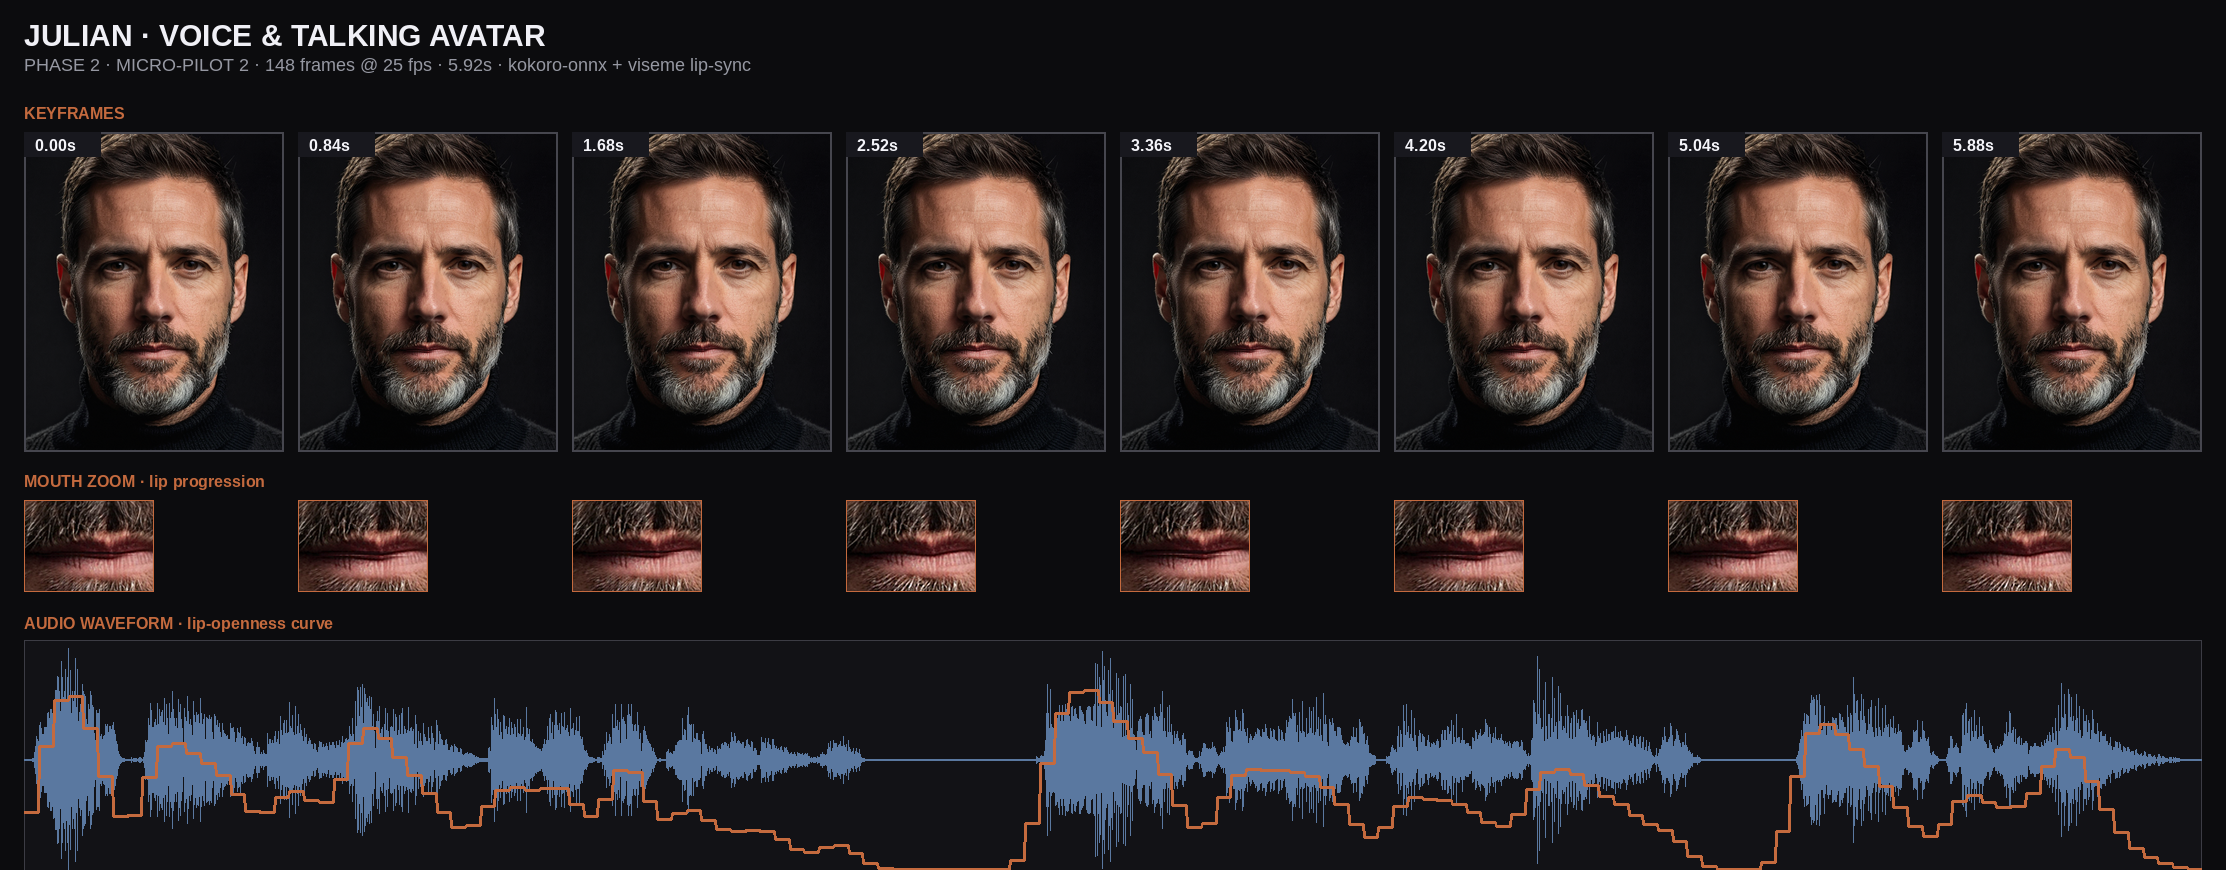 JULIAN · VOICE & TALKING AVATAR
PHASE 2 · MICRO-PILOT 2 · 148 frames @ 25 fps · 5.92s · kokoro-onnx + viseme lip-sync
KEYFRAMES
0.00s 0.84s 1.68s 2.52s 3.36s 4.20s 5.04s 5.88s
MOUTH ZOOM · lip progression
AUDIO WAVEFORM · lip-openness curve